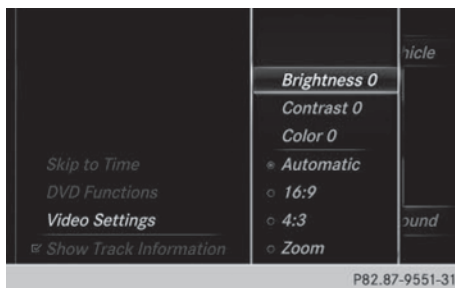 hicle
Brightness 0
Contrast 0
Color 0
Skip to Time
Automatic
DVD Functions
16:9
Video Settings
4:3
ound
Show Track Information
Zoom
P82.87-9551-31